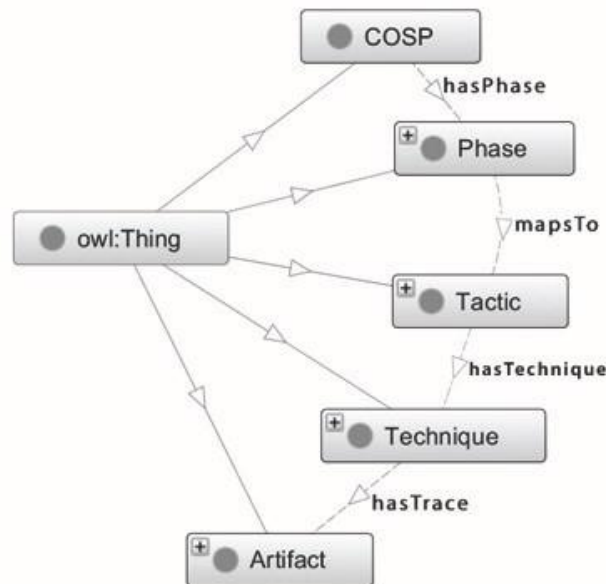 COSP
hasPhase
Phase
owl:Thing
mapsTo
Tactic
hasTechnique
Technique
hasTrace
Artifact